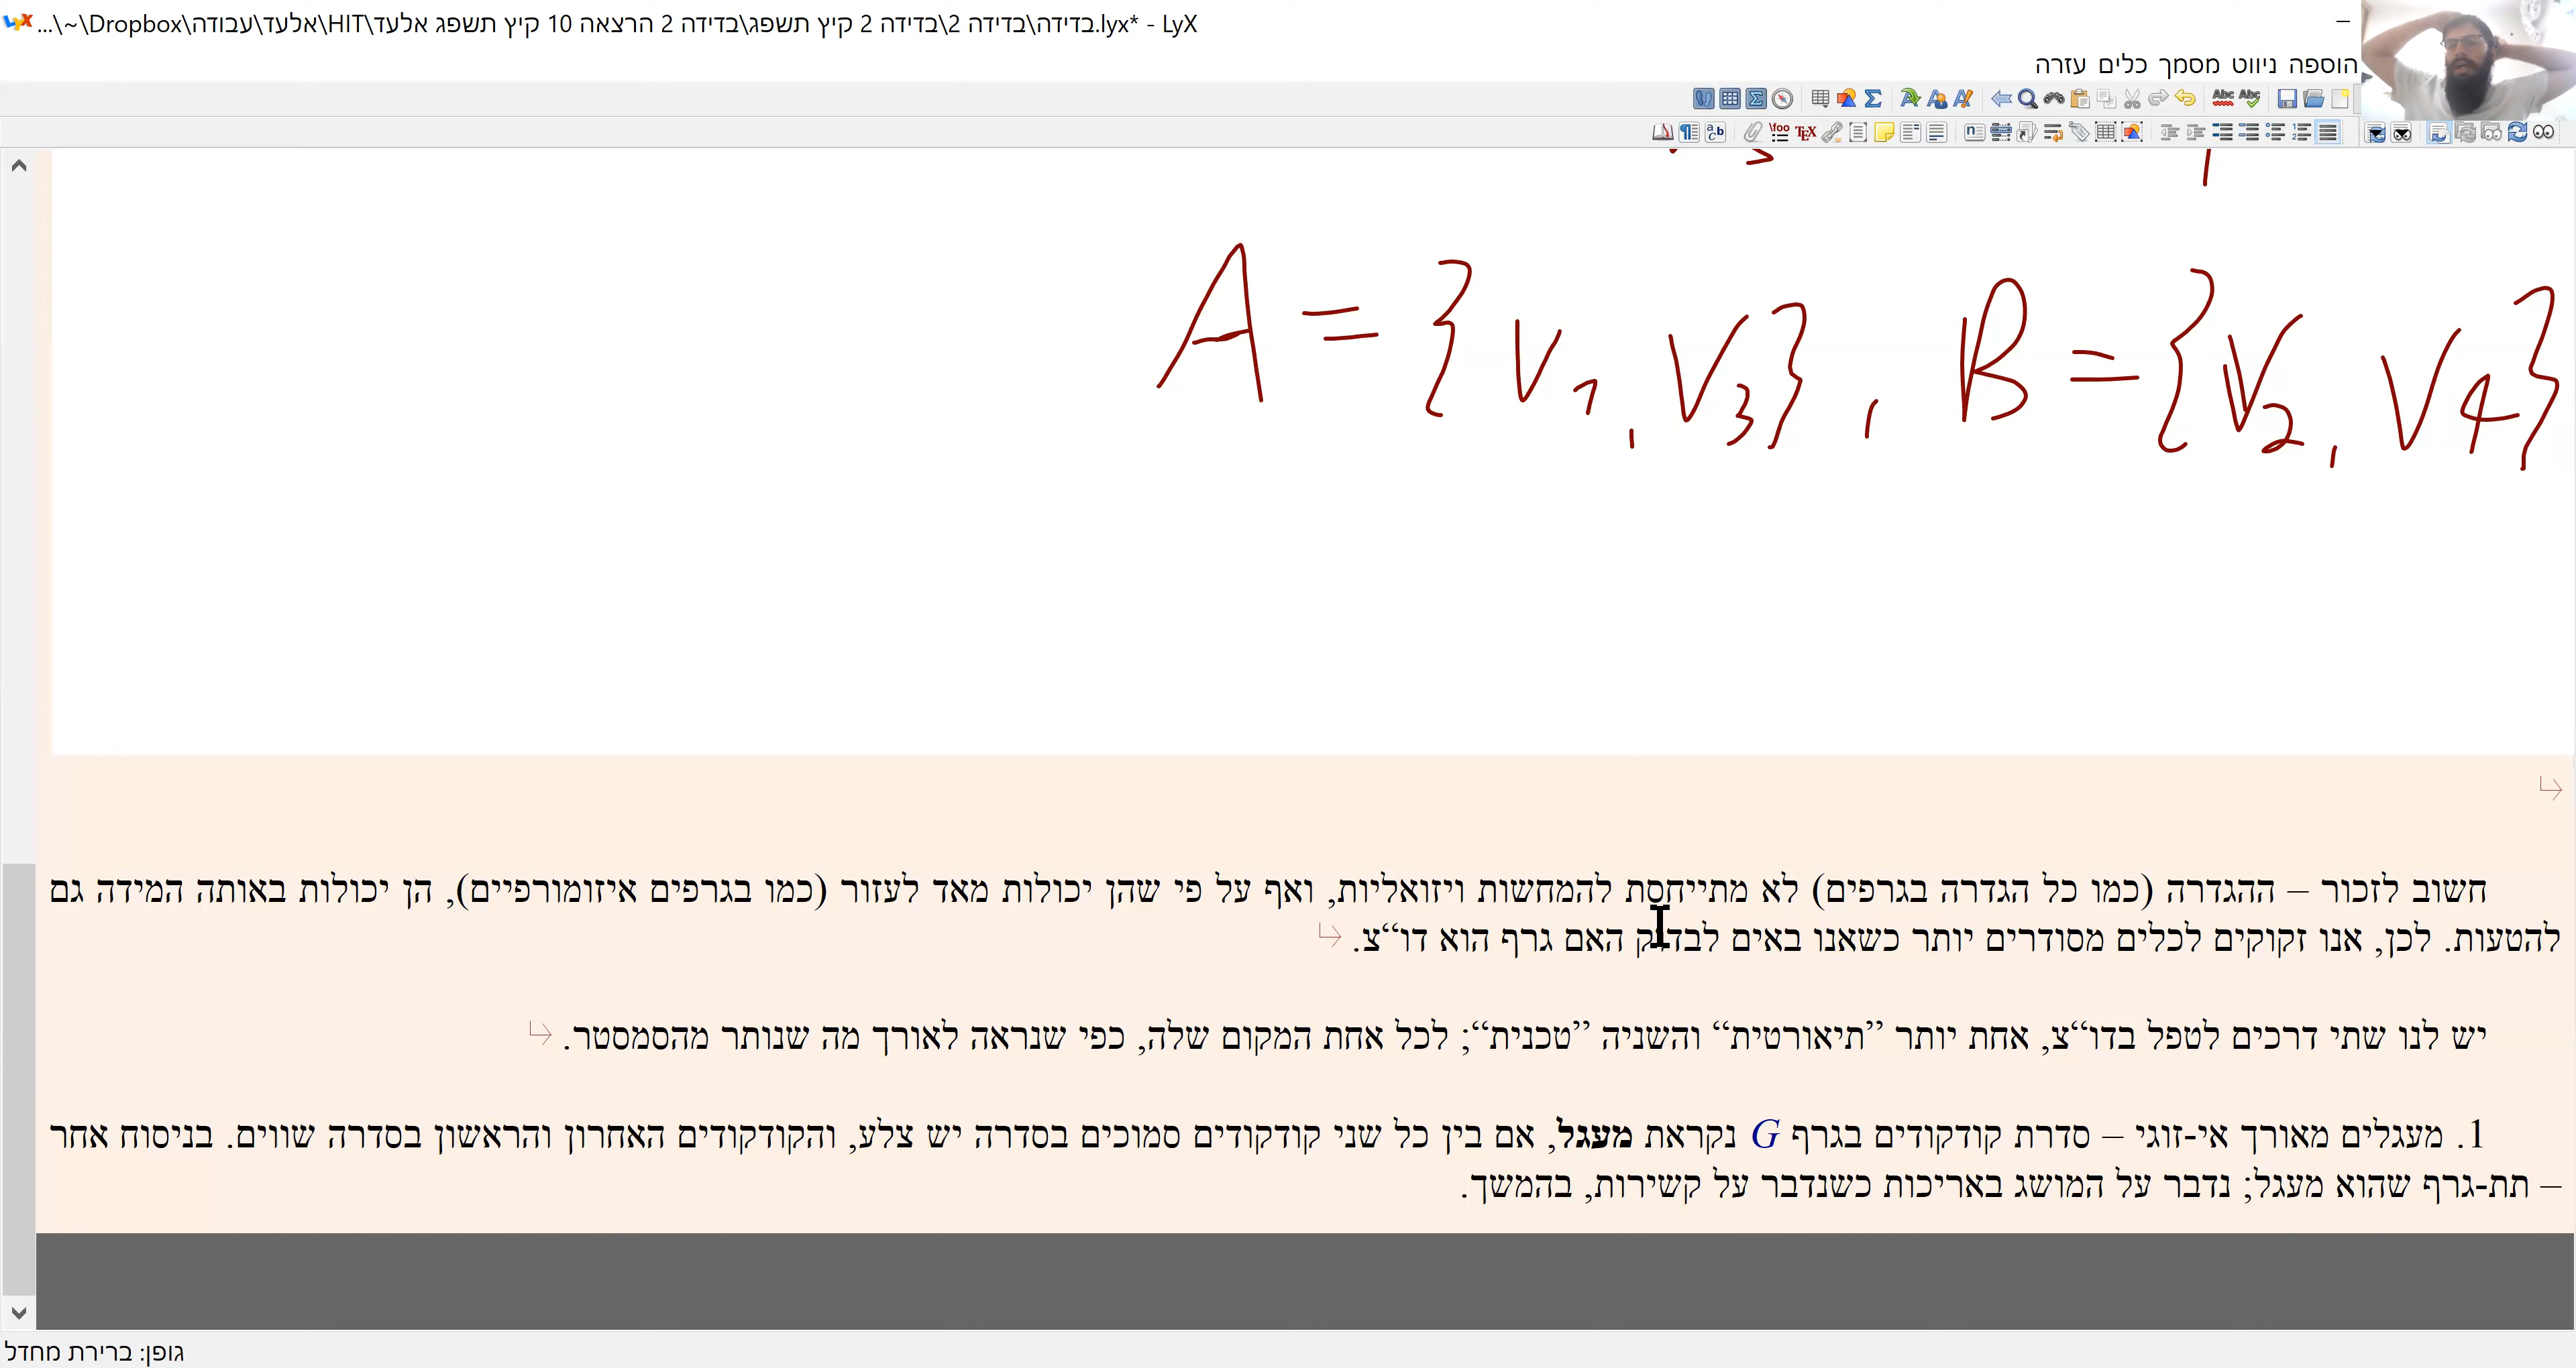 בדידה\בדידה 2\בדידה 2 קיץ תשפג\בדידה 2 הרצאה 10 קיץ תשפג אלעד\HIT\אלעד\עבודה\Dropbox\~\... .lyx* - LyX
הוספה ניווט מסמך כלים עזרה
A = {v₁, v₃}, B = {v₂, v₄}
חשוב לזכור – ההגדרה (כמו כל הגדרה בגרפים) לא מתייחסת להמחשות ויזואליות, ואף על פי שהן יכולות מאד לעזור (כמו בגרפים איזומורפיים), הן יכולות באותה המידה גם
להטעות. לכן, אנו זקוקים לכלים מסודרים יותר כשאנו באים לבדוק האם גרף הוא דו“צ.
יש לנו שתי דרכים לטפל בדו“צ, אחת יותר ”תיאורטית“ והשניה ”טכנית“; לכל אחת המקום שלה, כפי שנראה לאורך מה שנותר מהסמסטר.
1. מעגלים מאורך אי-זוגי – סדרת קודקודים בגרף G נקראת מעגל, אם בין כל שני קודקודים סמוכים בסדרה יש צלע, והקודקודים האחרון והראשון בסדרה שווים. בניסוח אחר
– תת-גרף שהוא מעגל; נדבר על המושג באריכות כשנדבר על קשירות, בהמשך.
גופן: ברירת מחדל